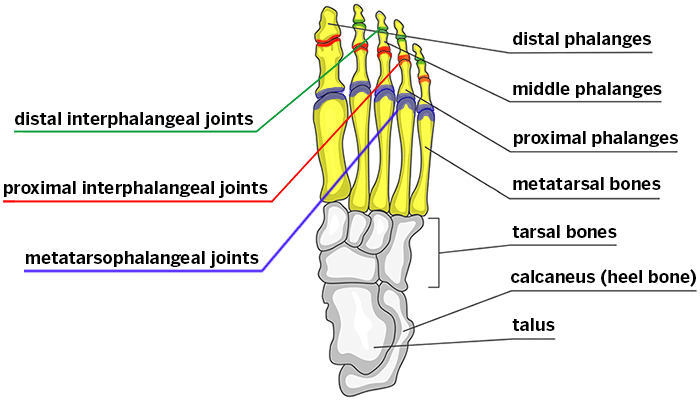 distal phalanges
middle phalanges
distal interphalangeal joints
proximal phalanges
proximal interphalangeal joints
metatarsal bones
tarsal bones
metatarsophalangeal joints
calcaneus (heel bone)
talus